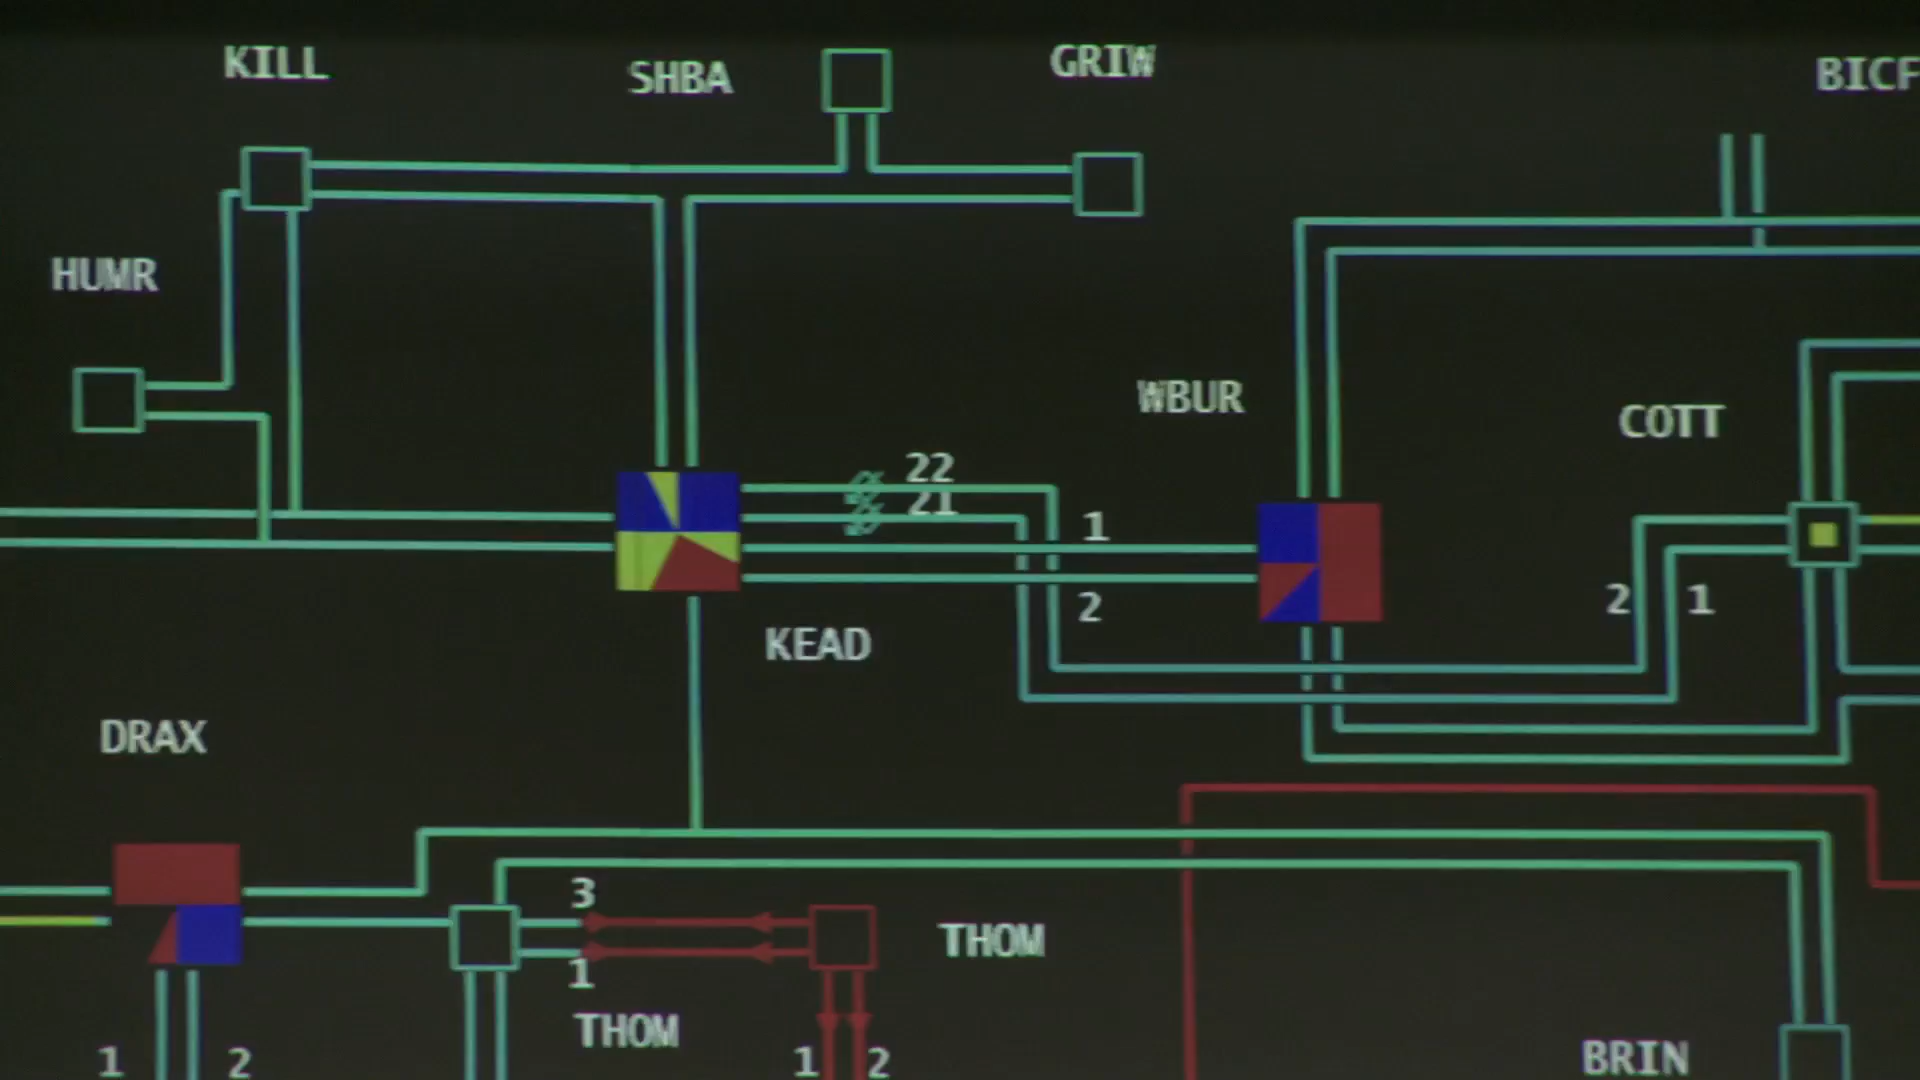 KILL
SHBA
GRIW
BICF
HUMR
WBUR
COTT
22
21
1
2
2
1
KEAD
DRAX
3
THOM
1
THOM
1
2
1
2
BRIN